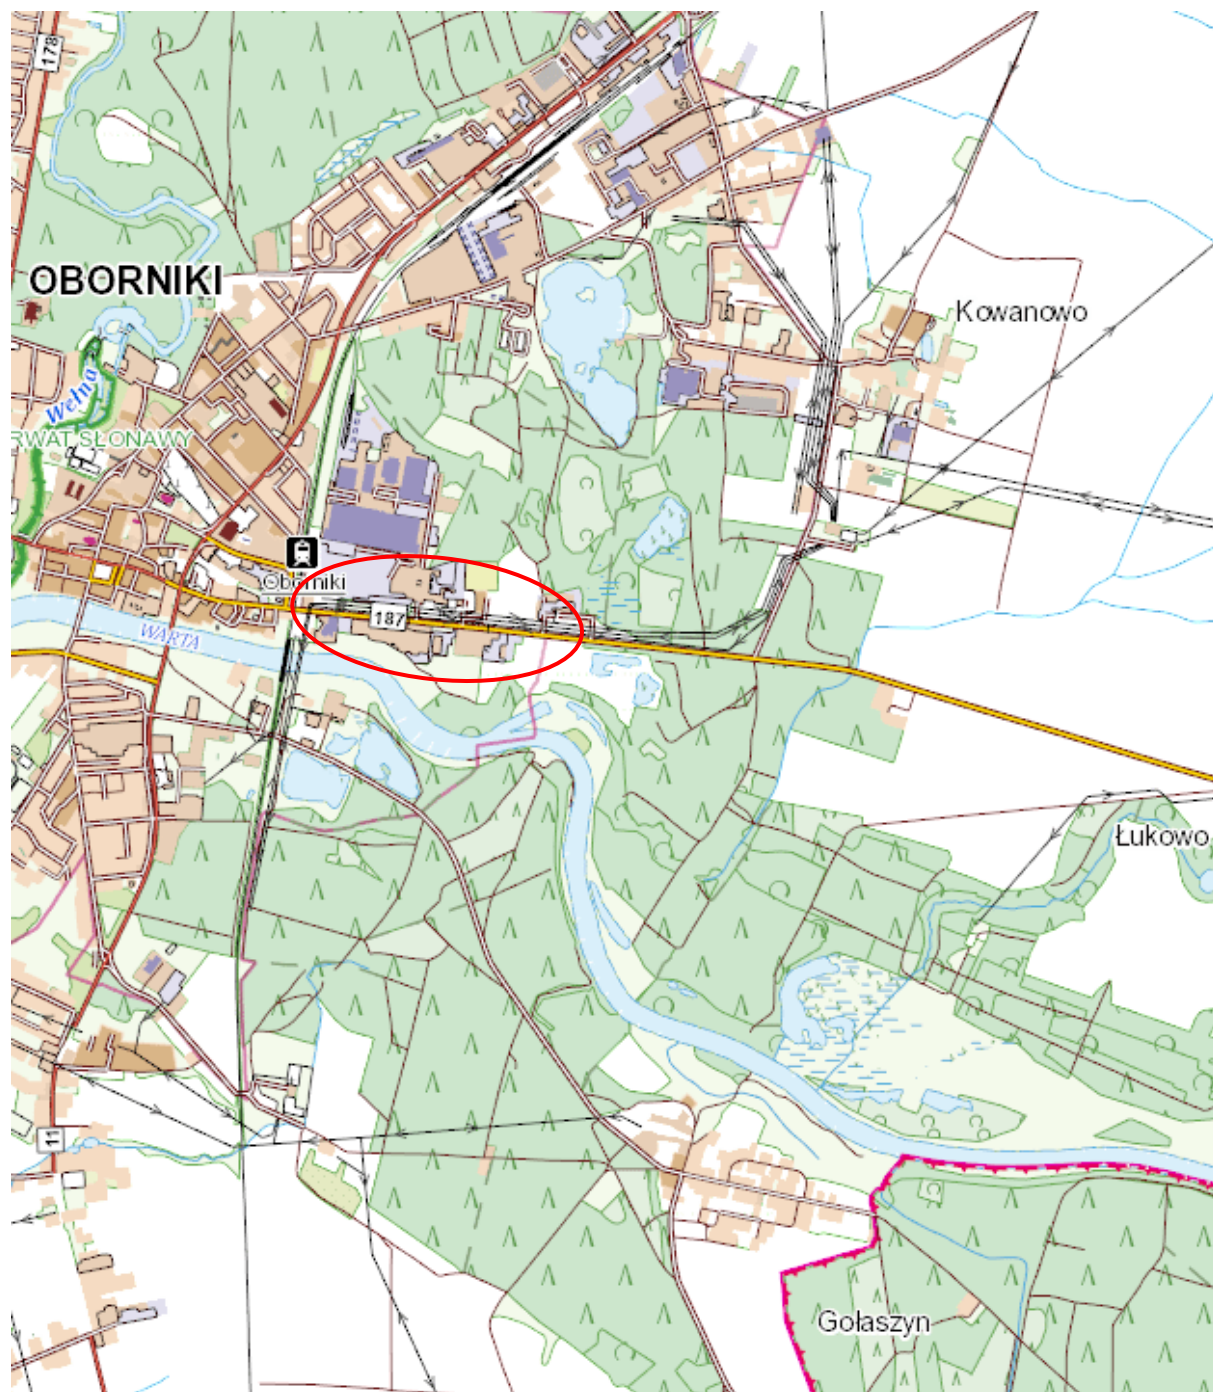 178
OBORNIKI
Kowanowo
Wełna
RWAT SŁONAWY
Oborniki
187
WARTA
Łukowo
11
Gołaszyn